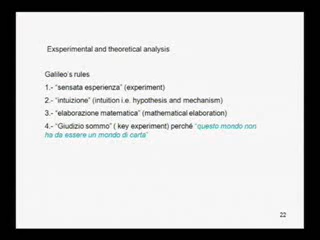 Exsperimental and theoretical analysis
Galileo's rules
1.- "sensata esperienza" (experiment)
2.- "intuizione" (intuition i.e. hypothesis and mechanism)
3.- "elaborazione matematica" (mathematical elaboration)
4.- "Giudizio sommo" ( key experiment) perché "questo mondo non
ha da essere un mondo di carta"
22